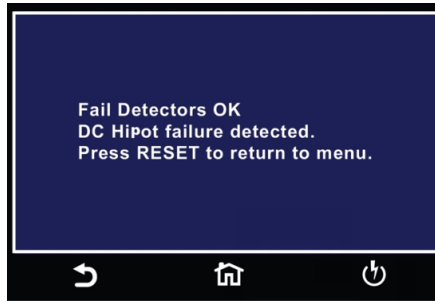 Fail Detectors OK
DC Hipot failure detected.
Press RESET to return to menu.